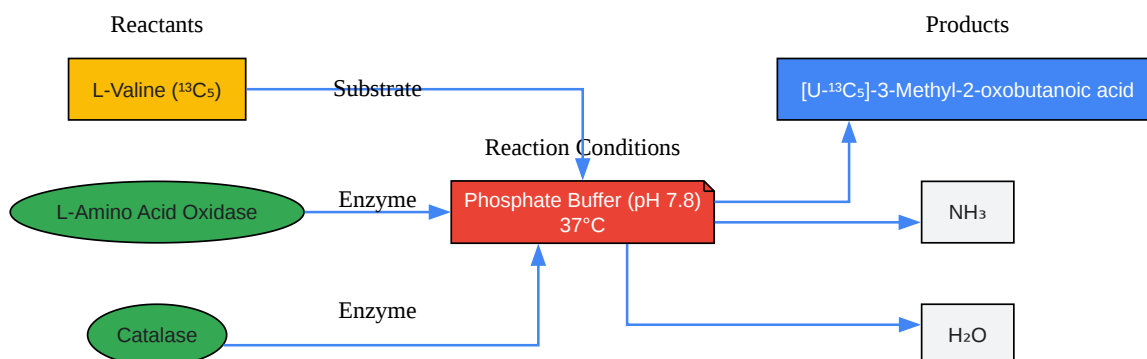 Reactants
Products
L-Valine (¹³C₅)
Substrate
[U-¹³C₅]-3-Methyl-2-oxobutanoic acid
Reaction Conditions
L-Amino Acid Oxidase
Enzyme
Phosphate Buffer (pH 7.8)
37°C
NH₃
Catalase
Enzyme
H₂O